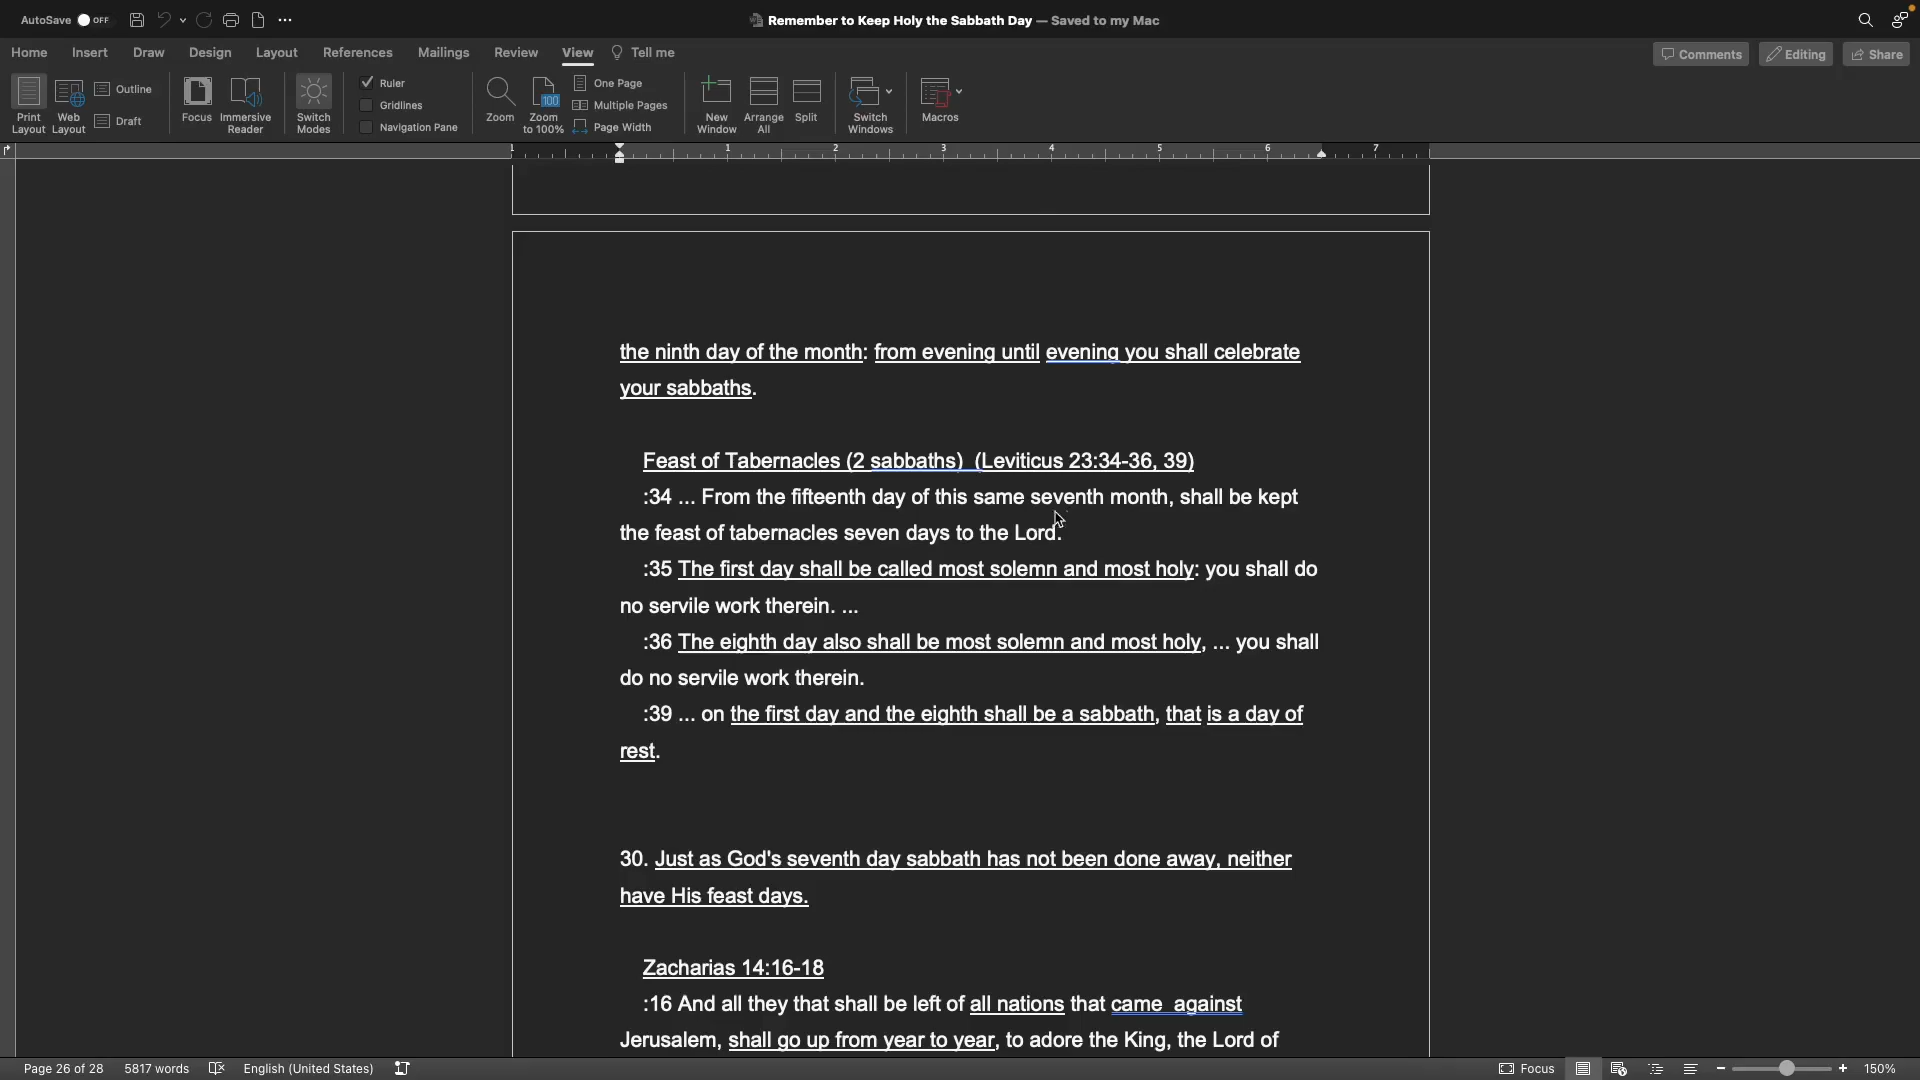 AutoSave OFF
Remember to Keep Holy the Sabbath Day — Saved to my Mac
Home Insert Draw Design Layout References Mailings Review View Tell me
Comments Editing Share
Print Layout
Web Layout
Outline
Draft
Focus
Immersive Reader
Switch Modes
Ruler
Gridlines
Navigation Pane
Zoom
100
Zoom to 100%
One Page
Multiple Pages
Page Width
New Window
Arrange All
Split
Switch Windows
Macros
1 1 2 3 4 5 6 7
the ninth day of the month: from evening until evening you shall celebrate
your sabbaths.
Feast of Tabernacles (2 sabbaths)  (Leviticus 23:34-36, 39)
:34 ... From the fifteenth day of this same seventh month, shall be kept
the feast of tabernacles seven days to the Lord.
:35 The first day shall be called most solemn and most holy: you shall do
no servile work therein. ...
:36 The eighth day also shall be most solemn and most holy, ... you shall
do no servile work therein.
:39 ... on the first day and the eighth shall be a sabbath, that is a day of
rest.
30. Just as God's seventh day sabbath has not been done away, neither
have His feast days.
Zacharias 14:16-18
:16 And all they that shall be left of all nations that came  against
Jerusalem, shall go up from year to year, to adore the King, the Lord of
Page 26 of 28 5817 words English (United States) Focus 150%